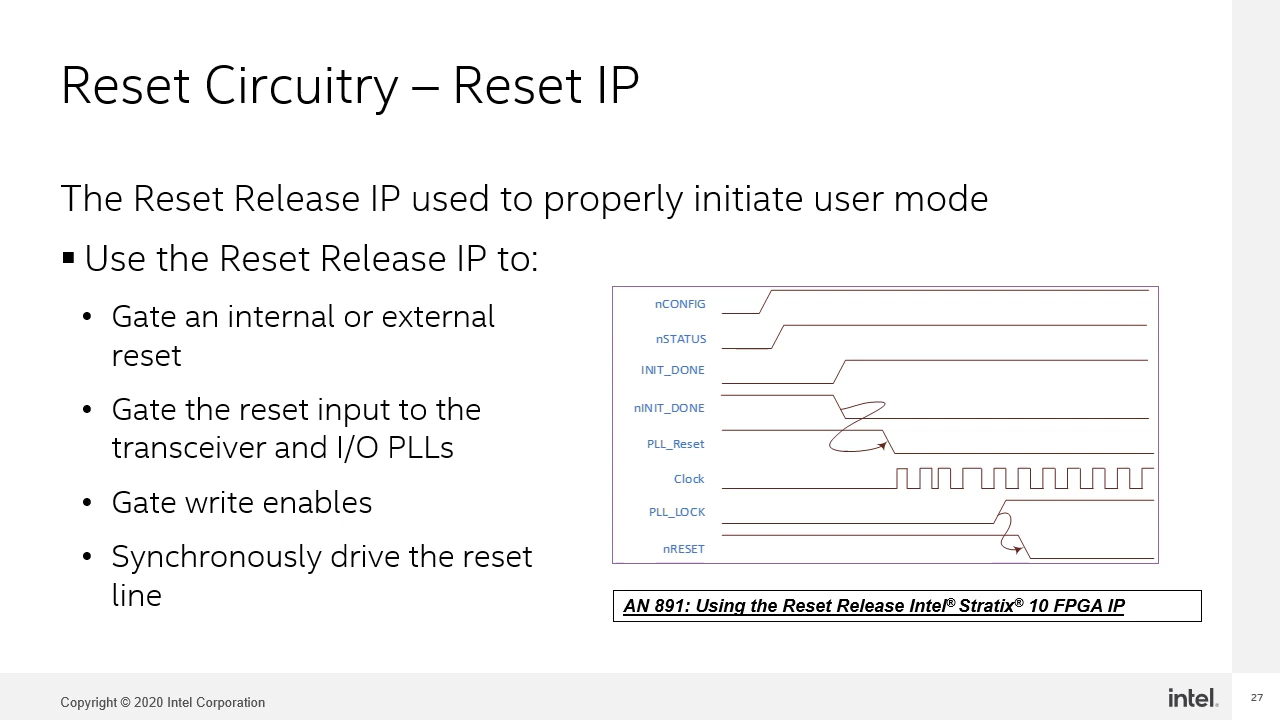 Reset Circuitry – Reset IP
The Reset Release IP used to properly initiate user mode
▪ Use the Reset Release IP to:
• Gate an internal or external
reset
• Gate the reset input to the
transceiver and I/O PLLs
• Gate write enables
• Synchronously drive the reset
line
nCONFIG
nSTATUS
INIT_DONE
nINIT_DONE
PLL_Reset
Clock
PLL_LOCK
nRESET
AN 891: Using the Reset Release Intel® Stratix® 10 FPGA IP
Copyright © 2020 Intel Corporation
intel.
27